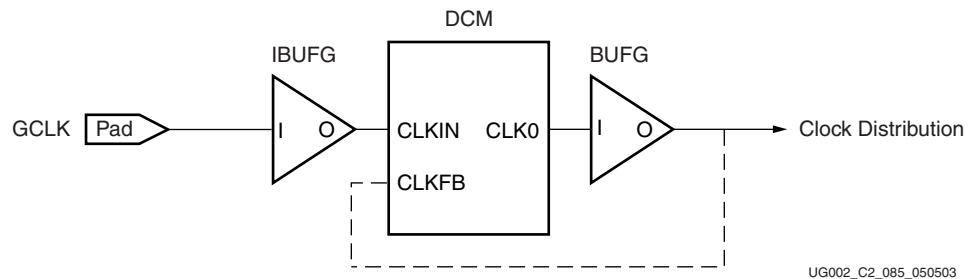 DCM
IBUFG
BUFG
GCLK
Pad
I
O
CLKIN
CLK0
I
O
Clock Distribution
CLKFB
UG002_C2_085_050503